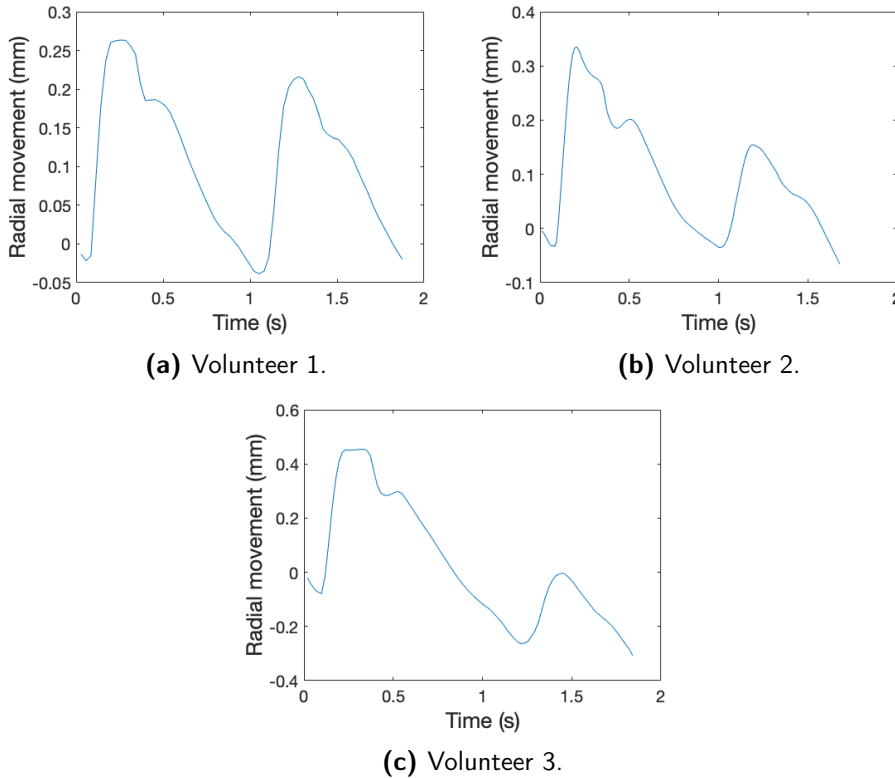 0.3
0.25
0.2
0.15
0.1
0.05
0
-0.05
Radial movement (mm)
0 0.5 1 1.5 2
Time (s)
(a) Volunteer 1.
0.4
0.3
0.2
0.1
0
-0.1
Radial movement (mm)
0 0.5 1 1.5 2
Time (s)
(b) Volunteer 2.
0.6
0.4
0.2
0
-0.2
-0.4
Radial movement (mm)
0 0.5 1 1.5 2
Time (s)
(c) Volunteer 3.